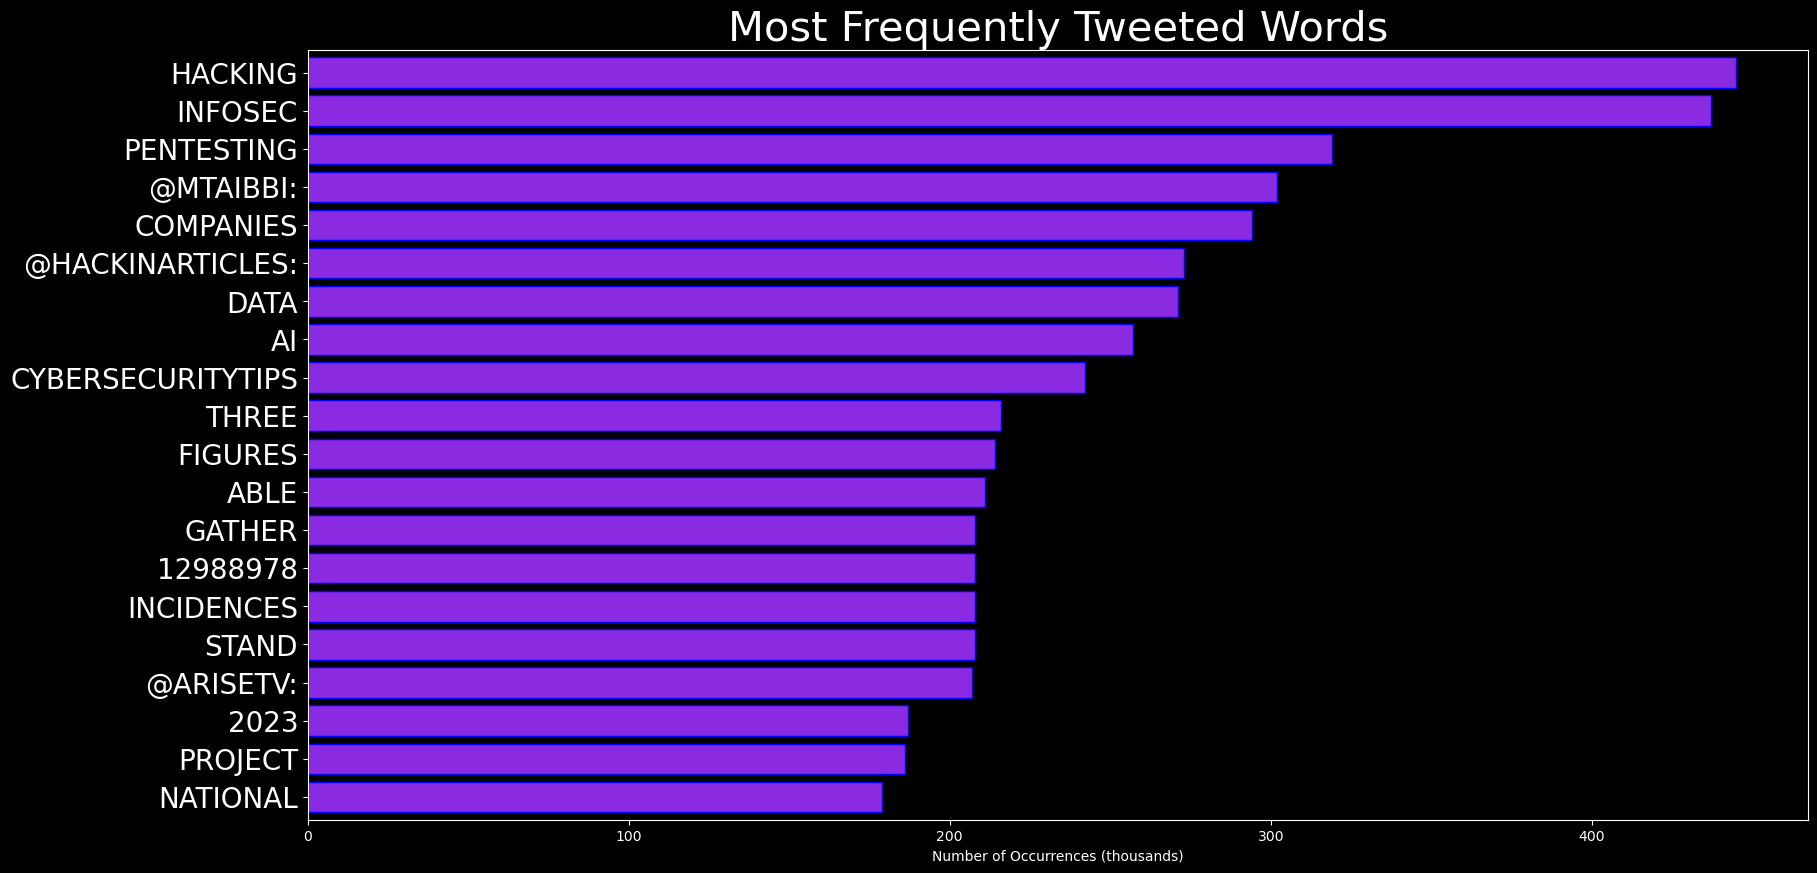 Most Frequently Tweeted Words
HACKING
INFOSEC
PENTESTING
@MTAIBBI:
COMPANIES
@HACKINARTICLES:
DATA
AI
CYBERSECURITYTIPS
THREE
FIGURES
ABLE
GATHER
12988978
INCIDENCES
STAND
@ARISETV:
2023
PROJECT
NATIONAL
0 100 200 300 400
Number of Occurrences (thousands)